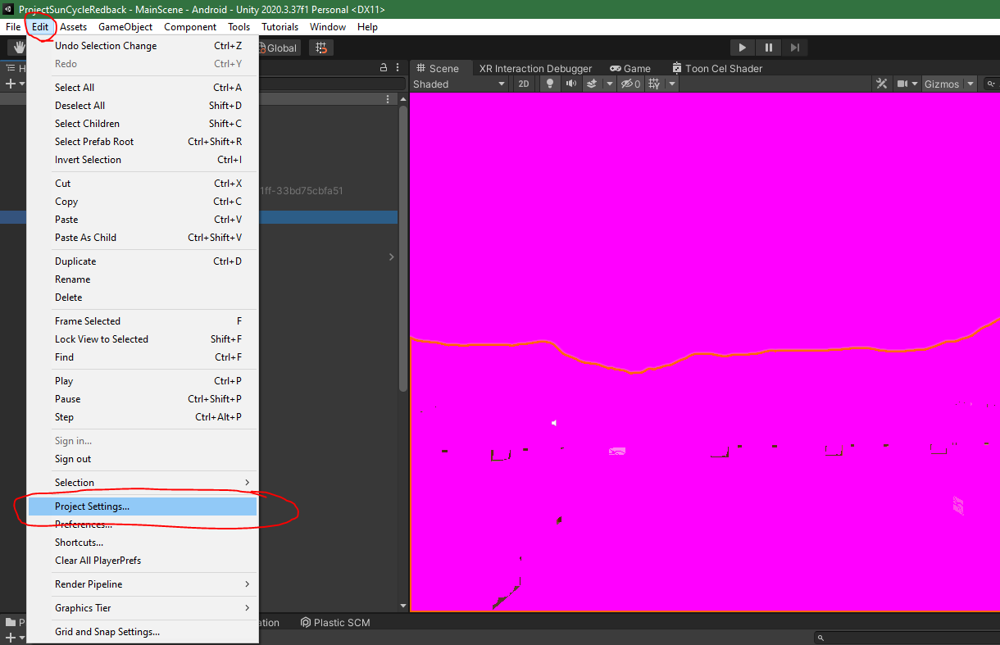 ProjectSunCycleRedback - MainScene - Android - Unity 2020.3.37f1 Personal <DX11>
File Edit Assets GameObject Component Tools Tutorials Window Help
Global
H
Scene XR Interaction Debugger Game Toon Cel Shader
Shaded 2D 0 Gizmos
Undo Selection Change Ctrl+Z
Redo Ctrl+Y
Select All Ctrl+A
Deselect All Shift+D
Select Children Shift+C
Select Prefab Root Ctrl+Shift+R
Invert Selection Ctrl+I
Cut Ctrl+X
1ff-33bd75cbfa51
Copy Ctrl+C
Paste Ctrl+V
Paste As Child Ctrl+Shift+V
Duplicate Ctrl+D
Rename
Delete
Frame Selected F
Lock View to Selected Shift+F
Find Ctrl+F
Play Ctrl+P
Pause Ctrl+Shift+P
Step Ctrl+Alt+P
Sign in...
Sign out
Selection
Project Settings...
Preferences...
Shortcuts...
Clear All PlayerPrefs
Render Pipeline
Graphics Tier
P ation Plastic SCM
Grid and Snap Settings...